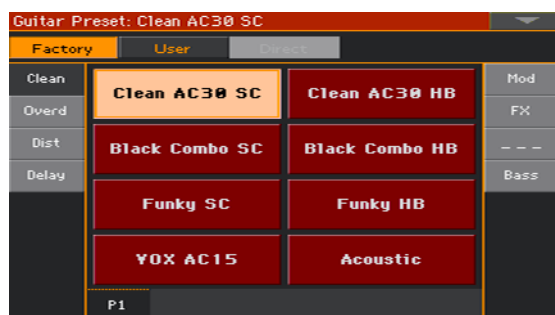 Guitar Preset: Clean AC30 SC
Factory User Direct
Clean Clean AC30 SC Clean AC30 HB Mod
Overd FX
Dist Black Combo SC Black Combo HB - - -
Delay Bass
Funky SC Funky HB
VOX AC15 Acoustic
P1